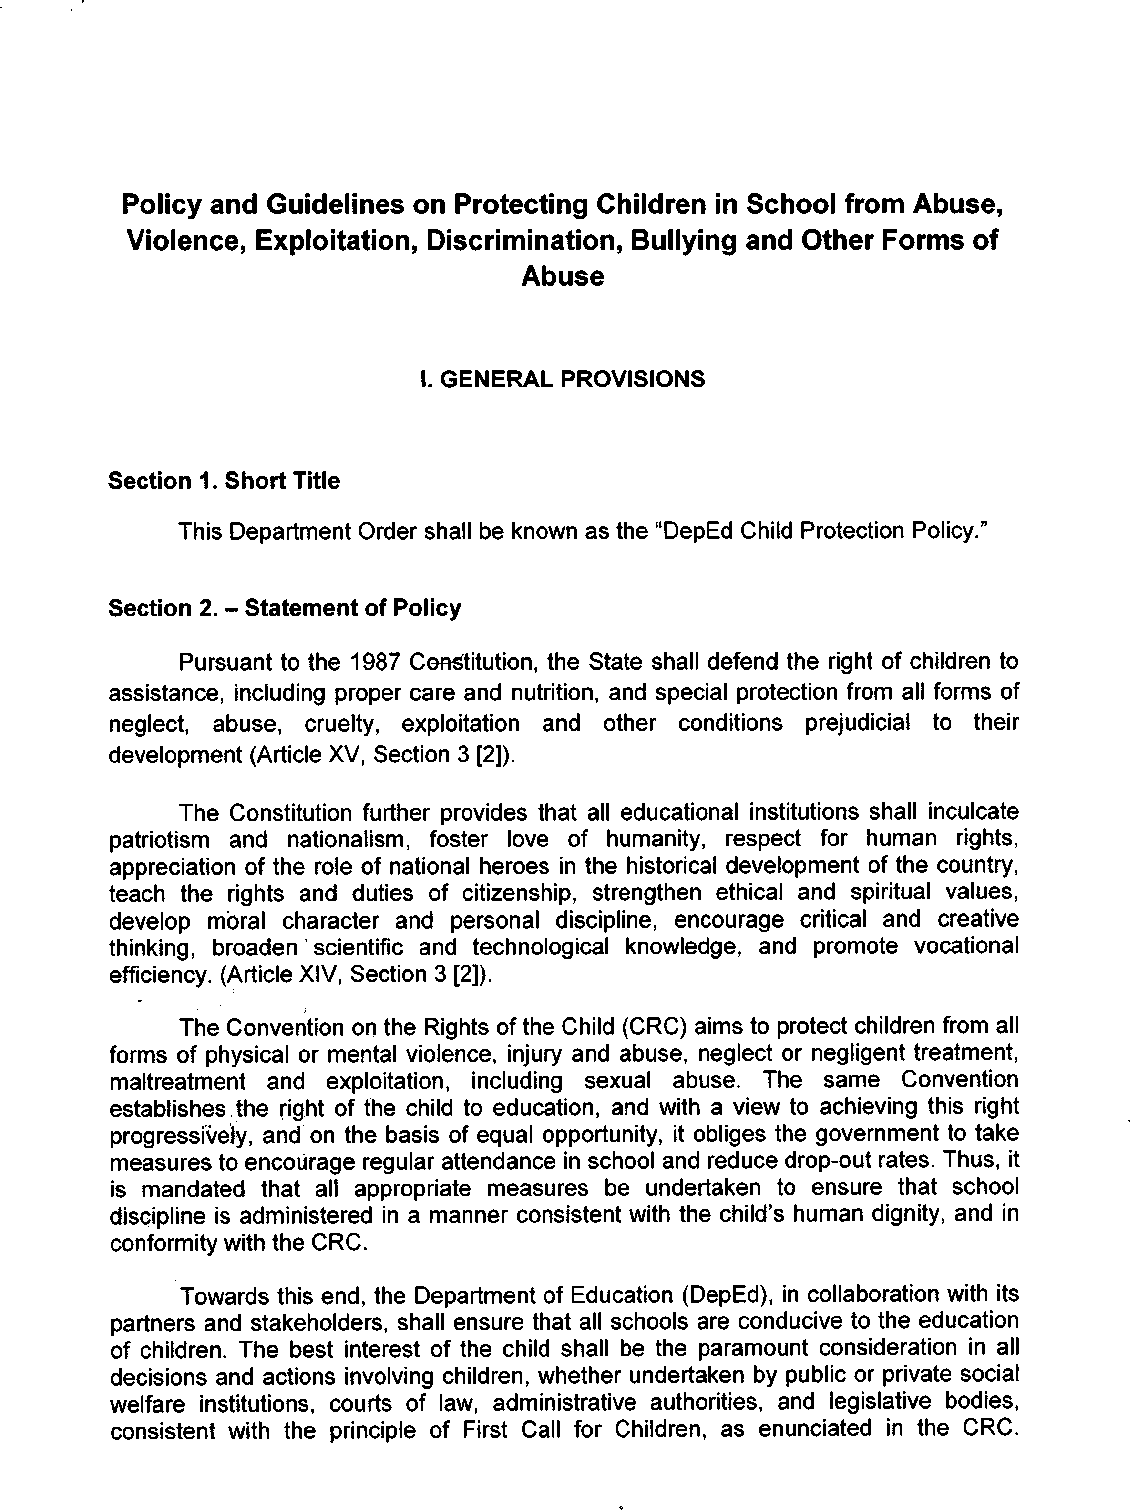 Policy and Guidelines on Protecting Children in School from Abuse,
Violence, Exploitation, Discrimination, Bullying and Other Forms of
Abuse
I. GENERAL PROVISIONS
Section 1. Short Title
This Department Order shall be known as the “DepEd Child Protection Policy.”
Section 2. – Statement of Policy
Pursuant to the 1987 Constitution, the State shall defend the right of children to
assistance, including proper care and nutrition, and special protection from all forms of
neglect, abuse, cruelty, exploitation and other conditions prejudicial to their
development (Article XV, Section 3 [2]).
The Constitution further provides that all educational institutions shall inculcate
patriotism and nationalism, foster love of humanity, respect for human rights,
appreciation of the role of national heroes in the historical development of the country,
teach the rights and duties of citizenship, strengthen ethical and spiritual values,
develop moral character and personal discipline, encourage critical and creative
thinking, broaden scientific and technological knowledge, and promote vocational
efficiency. (Article XIV, Section 3 [2]).
The Convention on the Rights of the Child (CRC) aims to protect children from all
forms of physical or mental violence, injury and abuse, neglect or negligent treatment,
maltreatment and exploitation, including sexual abuse. The same Convention
establishes the right of the child to education, and with a view to achieving this right
progressively, and on the basis of equal opportunity, it obliges the government to take
measures to encourage regular attendance in school and reduce drop-out rates. Thus, it
is mandated that all appropriate measures be undertaken to ensure that school
discipline is administered in a manner consistent with the child's human dignity, and in
conformity with the CRC.
Towards this end, the Department of Education (DepEd), in collaboration with its
partners and stakeholders, shall ensure that all schools are conducive to the education
of children. The best interest of the child shall be the paramount consideration in all
decisions and actions involving children, whether undertaken by public or private social
welfare institutions, courts of law, administrative authorities, and legislative bodies,
consistent with the principle of First Call for Children, as enunciated in the CRC.